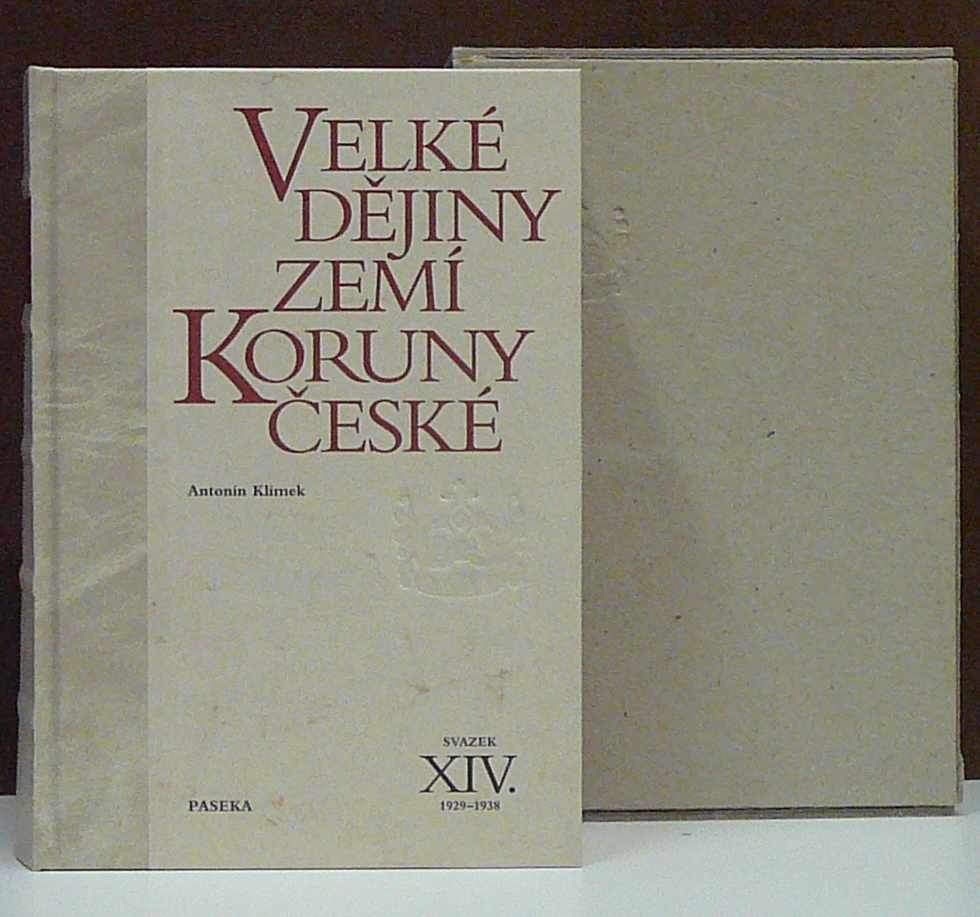 VELKÉ
DĚJINY
ZEMÍ
KORUNY
ČESKÉ
Antonín Klimek
SVAZEK
XIV.
PASEKA
1929–1938